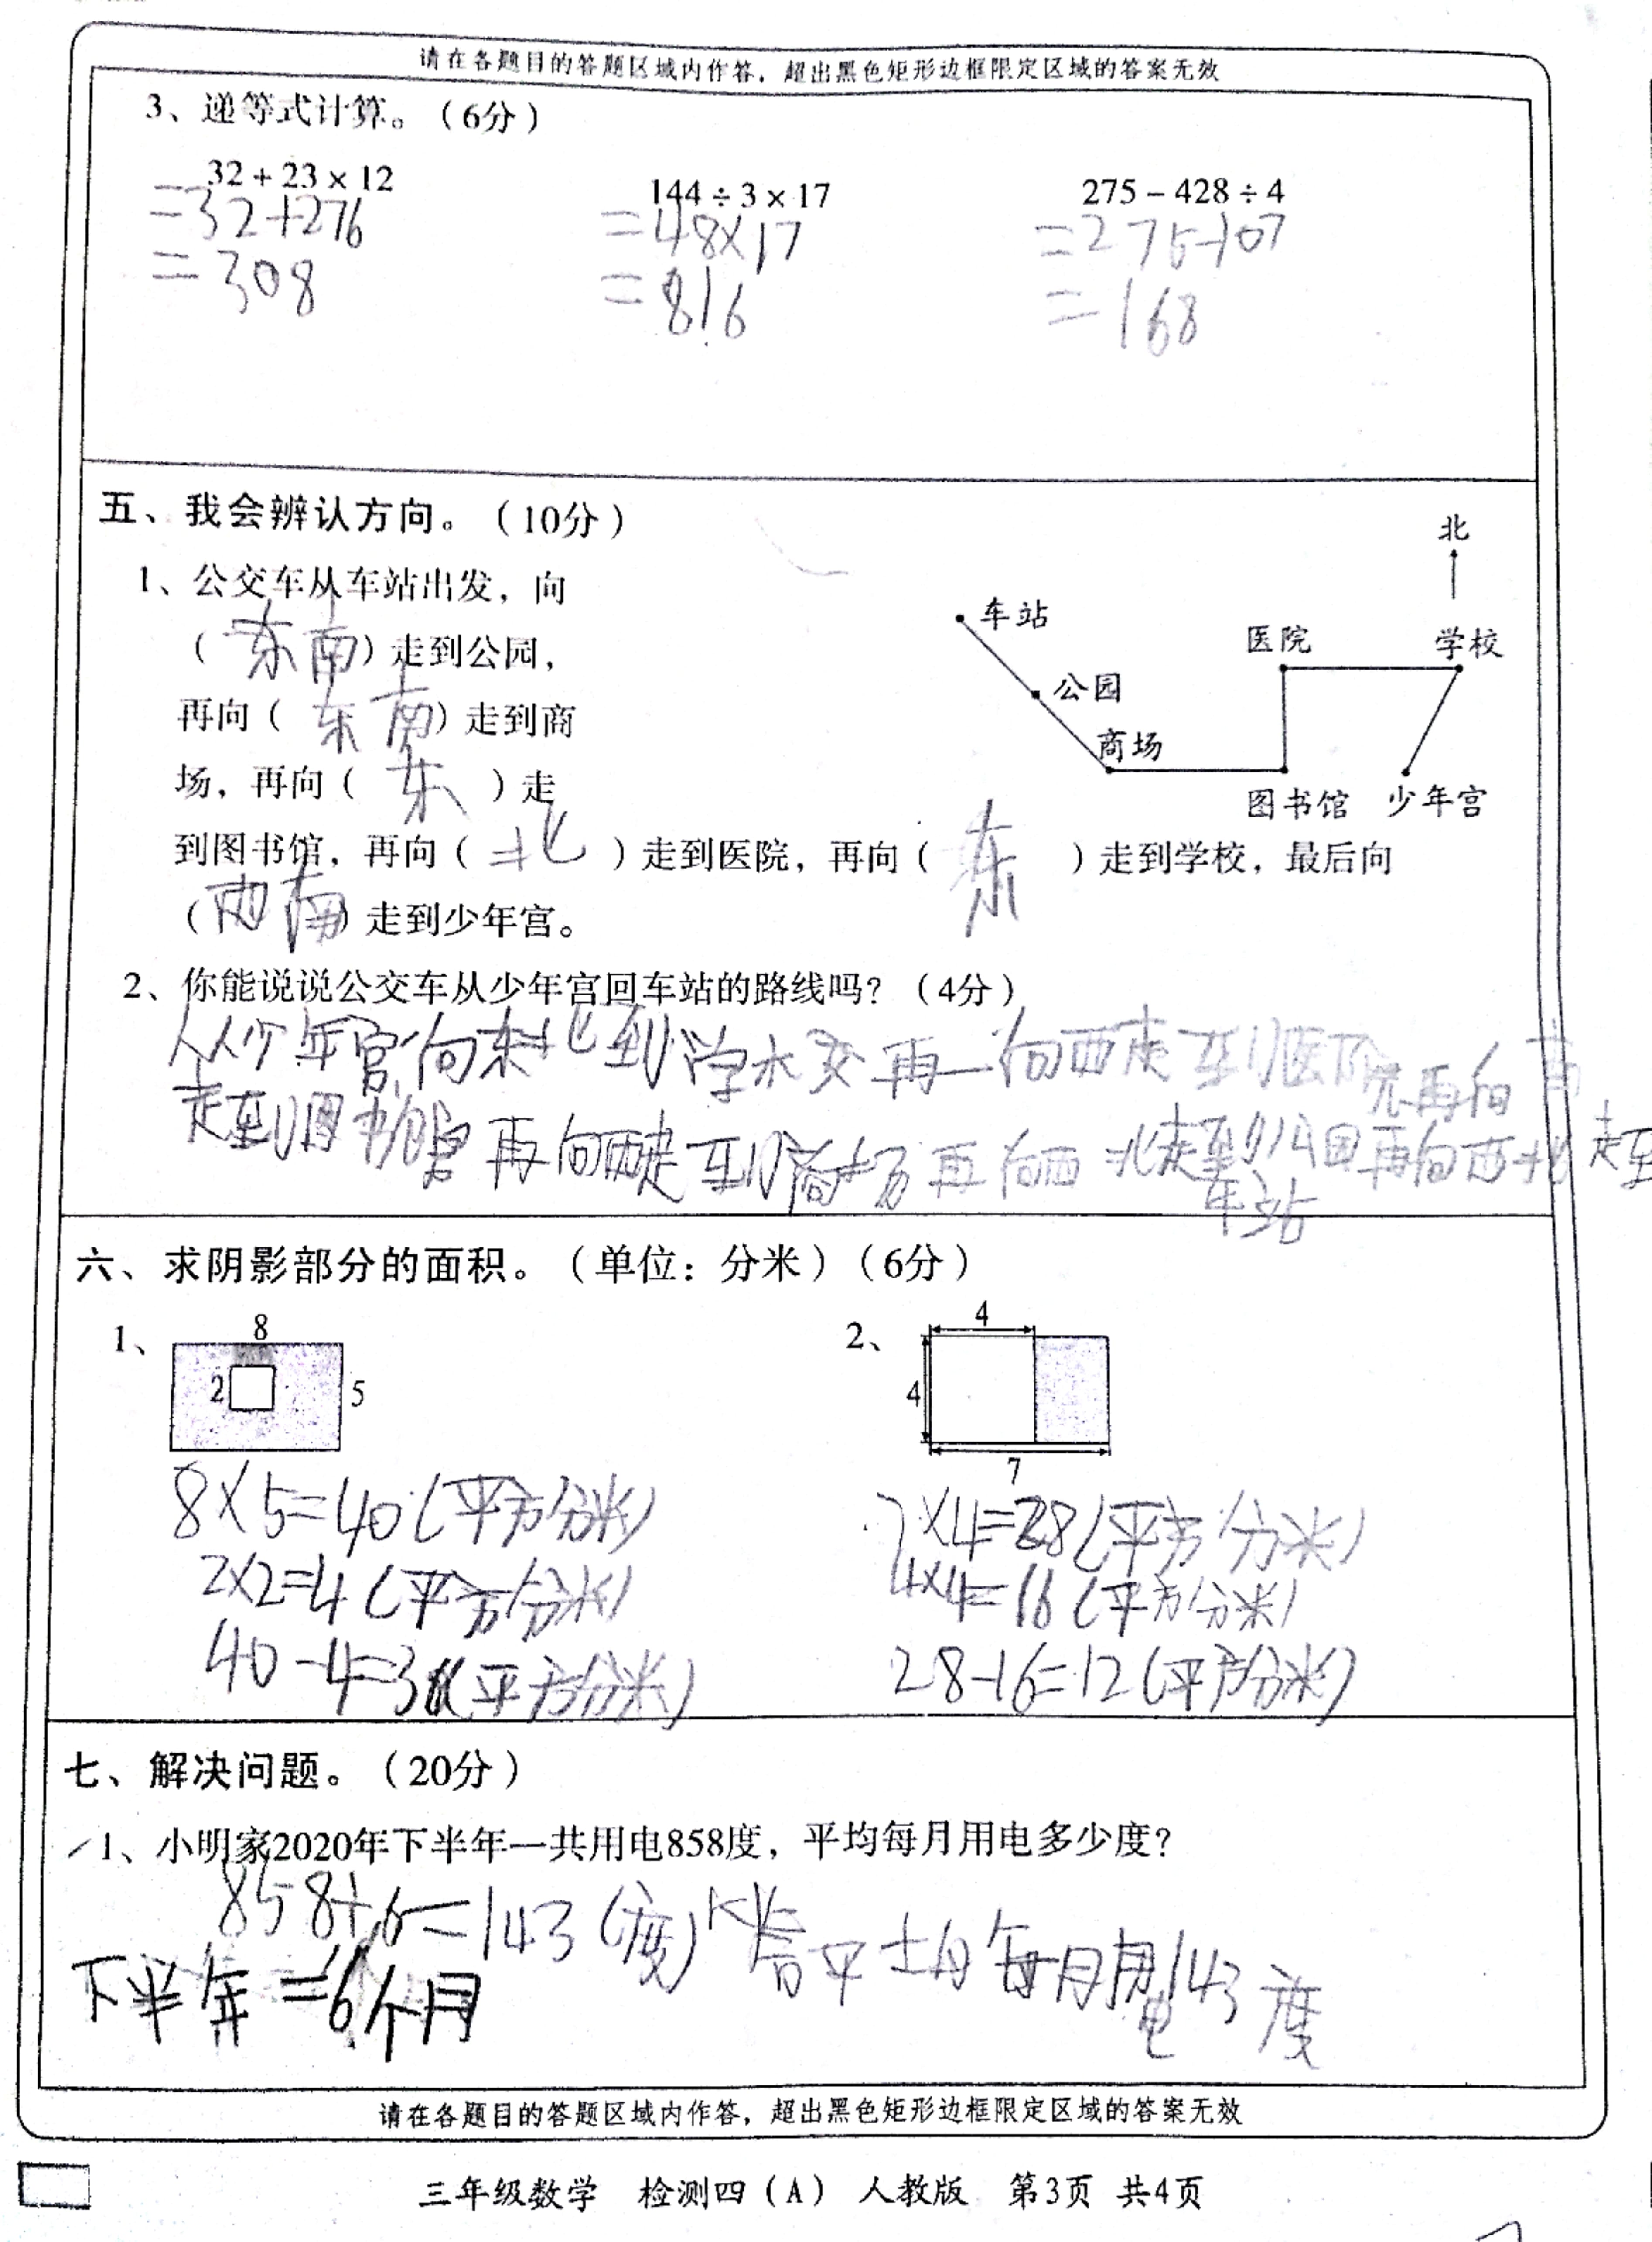 请在各题目的答题区域内作答，超出黑色矩形边框限定区域的答案无效
3、递等式计算。（6分）
32+23×12 144÷3×17 275-428÷4
=32+276 =48×17 =275-107
=308 =816 =168
五、我会辨认方向。（10分）
北
1、公交车从车站出发，向
（东南）走到公园，
再向（东南）走到商
场，再向（东）走
到图书馆，再向（北）走到医院，再向（东）走到学校，最后向
（西南）走到少年宫。
车站
公园
商场
医院 学校
图书馆 少年宫
2、你能说说公交车从少年宫回车站的路线吗？（4分）
从少年宫向东北到学校再向西走到医院再向南
走到图书馆再向西走到商场再向西北走到公园再向西北走到
车站
六、求阴影部分的面积。（单位：分米）（6分）
1、 8 2 5
2、 4 4 7
8×5=40(平方分米) 7×4=28(平方分米)
2×2=4(平方分米) 4×4=16(平方分米)
40-4=36(平方分米) 28-16=12(平方分米)
七、解决问题。（20分）
1、小明家2020年下半年一共用电858度，平均每月用电多少度？
858÷6=143(度) 答平均每月用电143度
下半年=6个月
请在各题目的答题区域内作答，超出黑色矩形边框限定区域的答案无效
三年级数学 检测四（A） 人教版 第3页 共4页